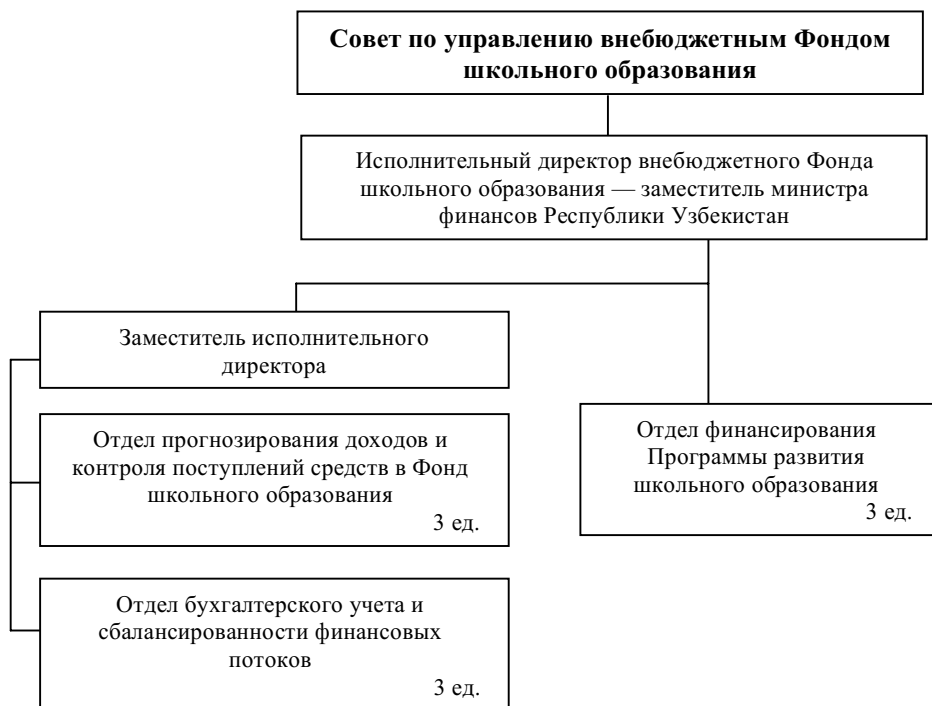 Совет по управлению внебюджетным Фондом
школьного образования
Исполнительный директор внебюджетного Фонда
школьного образования — заместитель министра
финансов Республики Узбекистан
Заместитель исполнительного
директора
Отдел прогнозирования доходов и
контроля поступлений средств в Фонд
школьного образования
3 ед.
Отдел финансирования
Программы развития
школьного образования
3 ед.
Отдел бухгалтерского учета и
сбалансированности финансовых
потоков
3 ед.